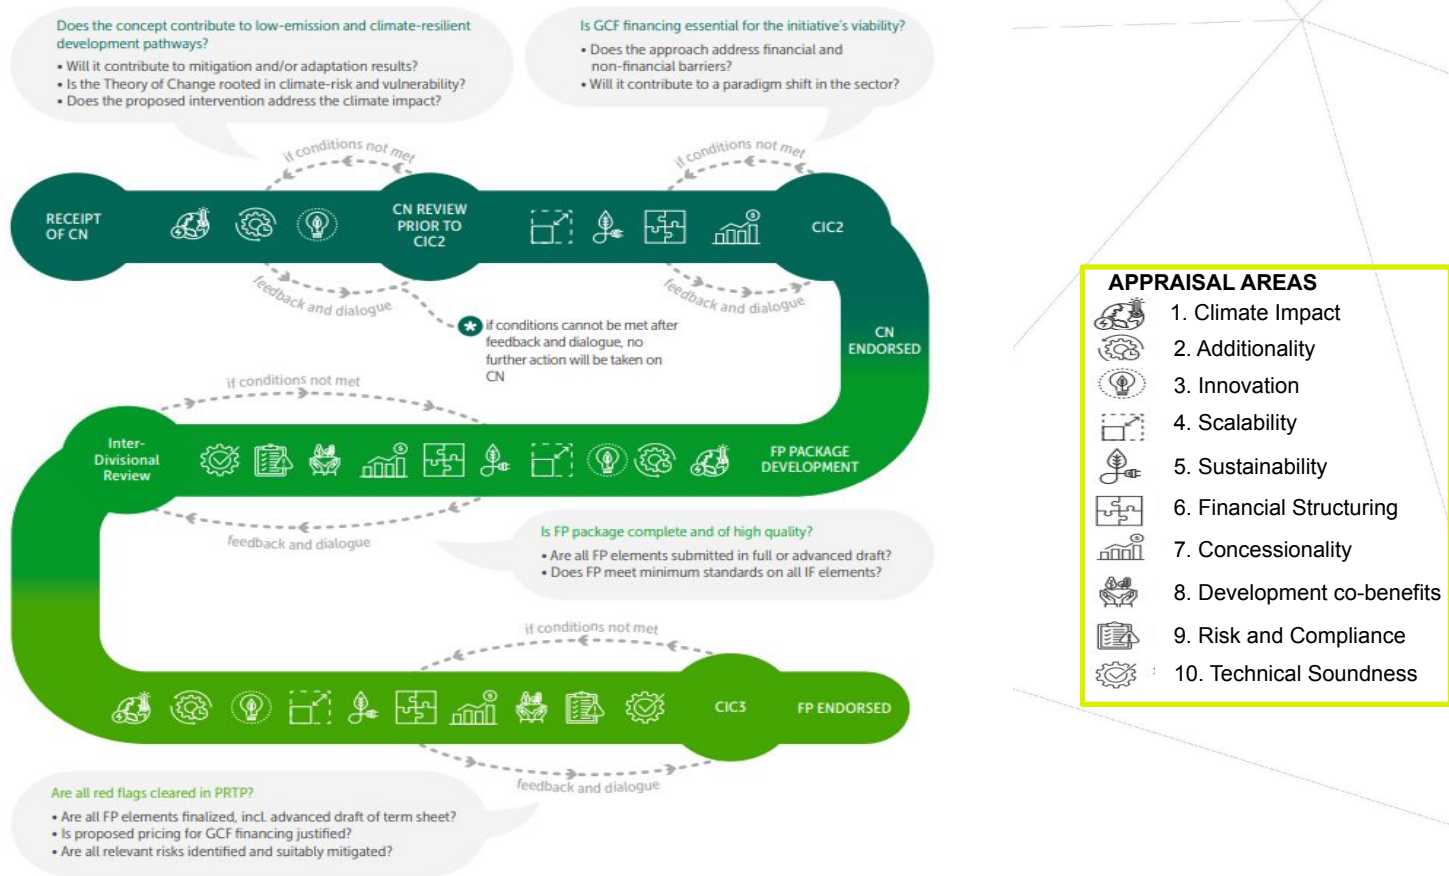 Does the concept contribute to low-emission and climate-resilient
development pathways?
• Will it contribute to mitigation and/or adaptation results?
• Is the Theory of Change rooted in climate-risk and vulnerability?
• Does the proposed intervention address the climate impact?
Is GCF financing essential for the initiative's viability?
• Does the approach address financial and
non-financial barriers?
• Will it contribute to a paradigm shift in the sector?
if conditions not met
if conditions not met
RECEIPT
OF CN
CN REVIEW
PRIOR TO
CIC2
CIC2
feedback and dialogue
feedback and dialogue
* if conditions cannot be met after
feedback and dialogue, no
further action will be taken on
CN
CN
ENDORSED
if conditions not met
Inter-
Divisional
Review
FP PACKAGE
DEVELOPMENT
feedback and dialogue
Is FP package complete and of high quality?
• Are all FP elements submitted in full or advanced draft?
• Does FP meet minimum standards on all IF elements?
if conditions not met
CIC3
FP ENDORSED
feedback and dialogue
Are all red flags cleared in PRTP?
• Are all FP elements finalized, incl. advanced draft of term sheet?
• Is proposed pricing for GCF financing justified?
• Are all relevant risks identified and suitably mitigated?
APPRAISAL AREAS
1. Climate Impact
2. Additionality
3. Innovation
4. Scalability
5. Sustainability
6. Financial Structuring
7. Concessionality
8. Development co-benefits
9. Risk and Compliance
10. Technical Soundness